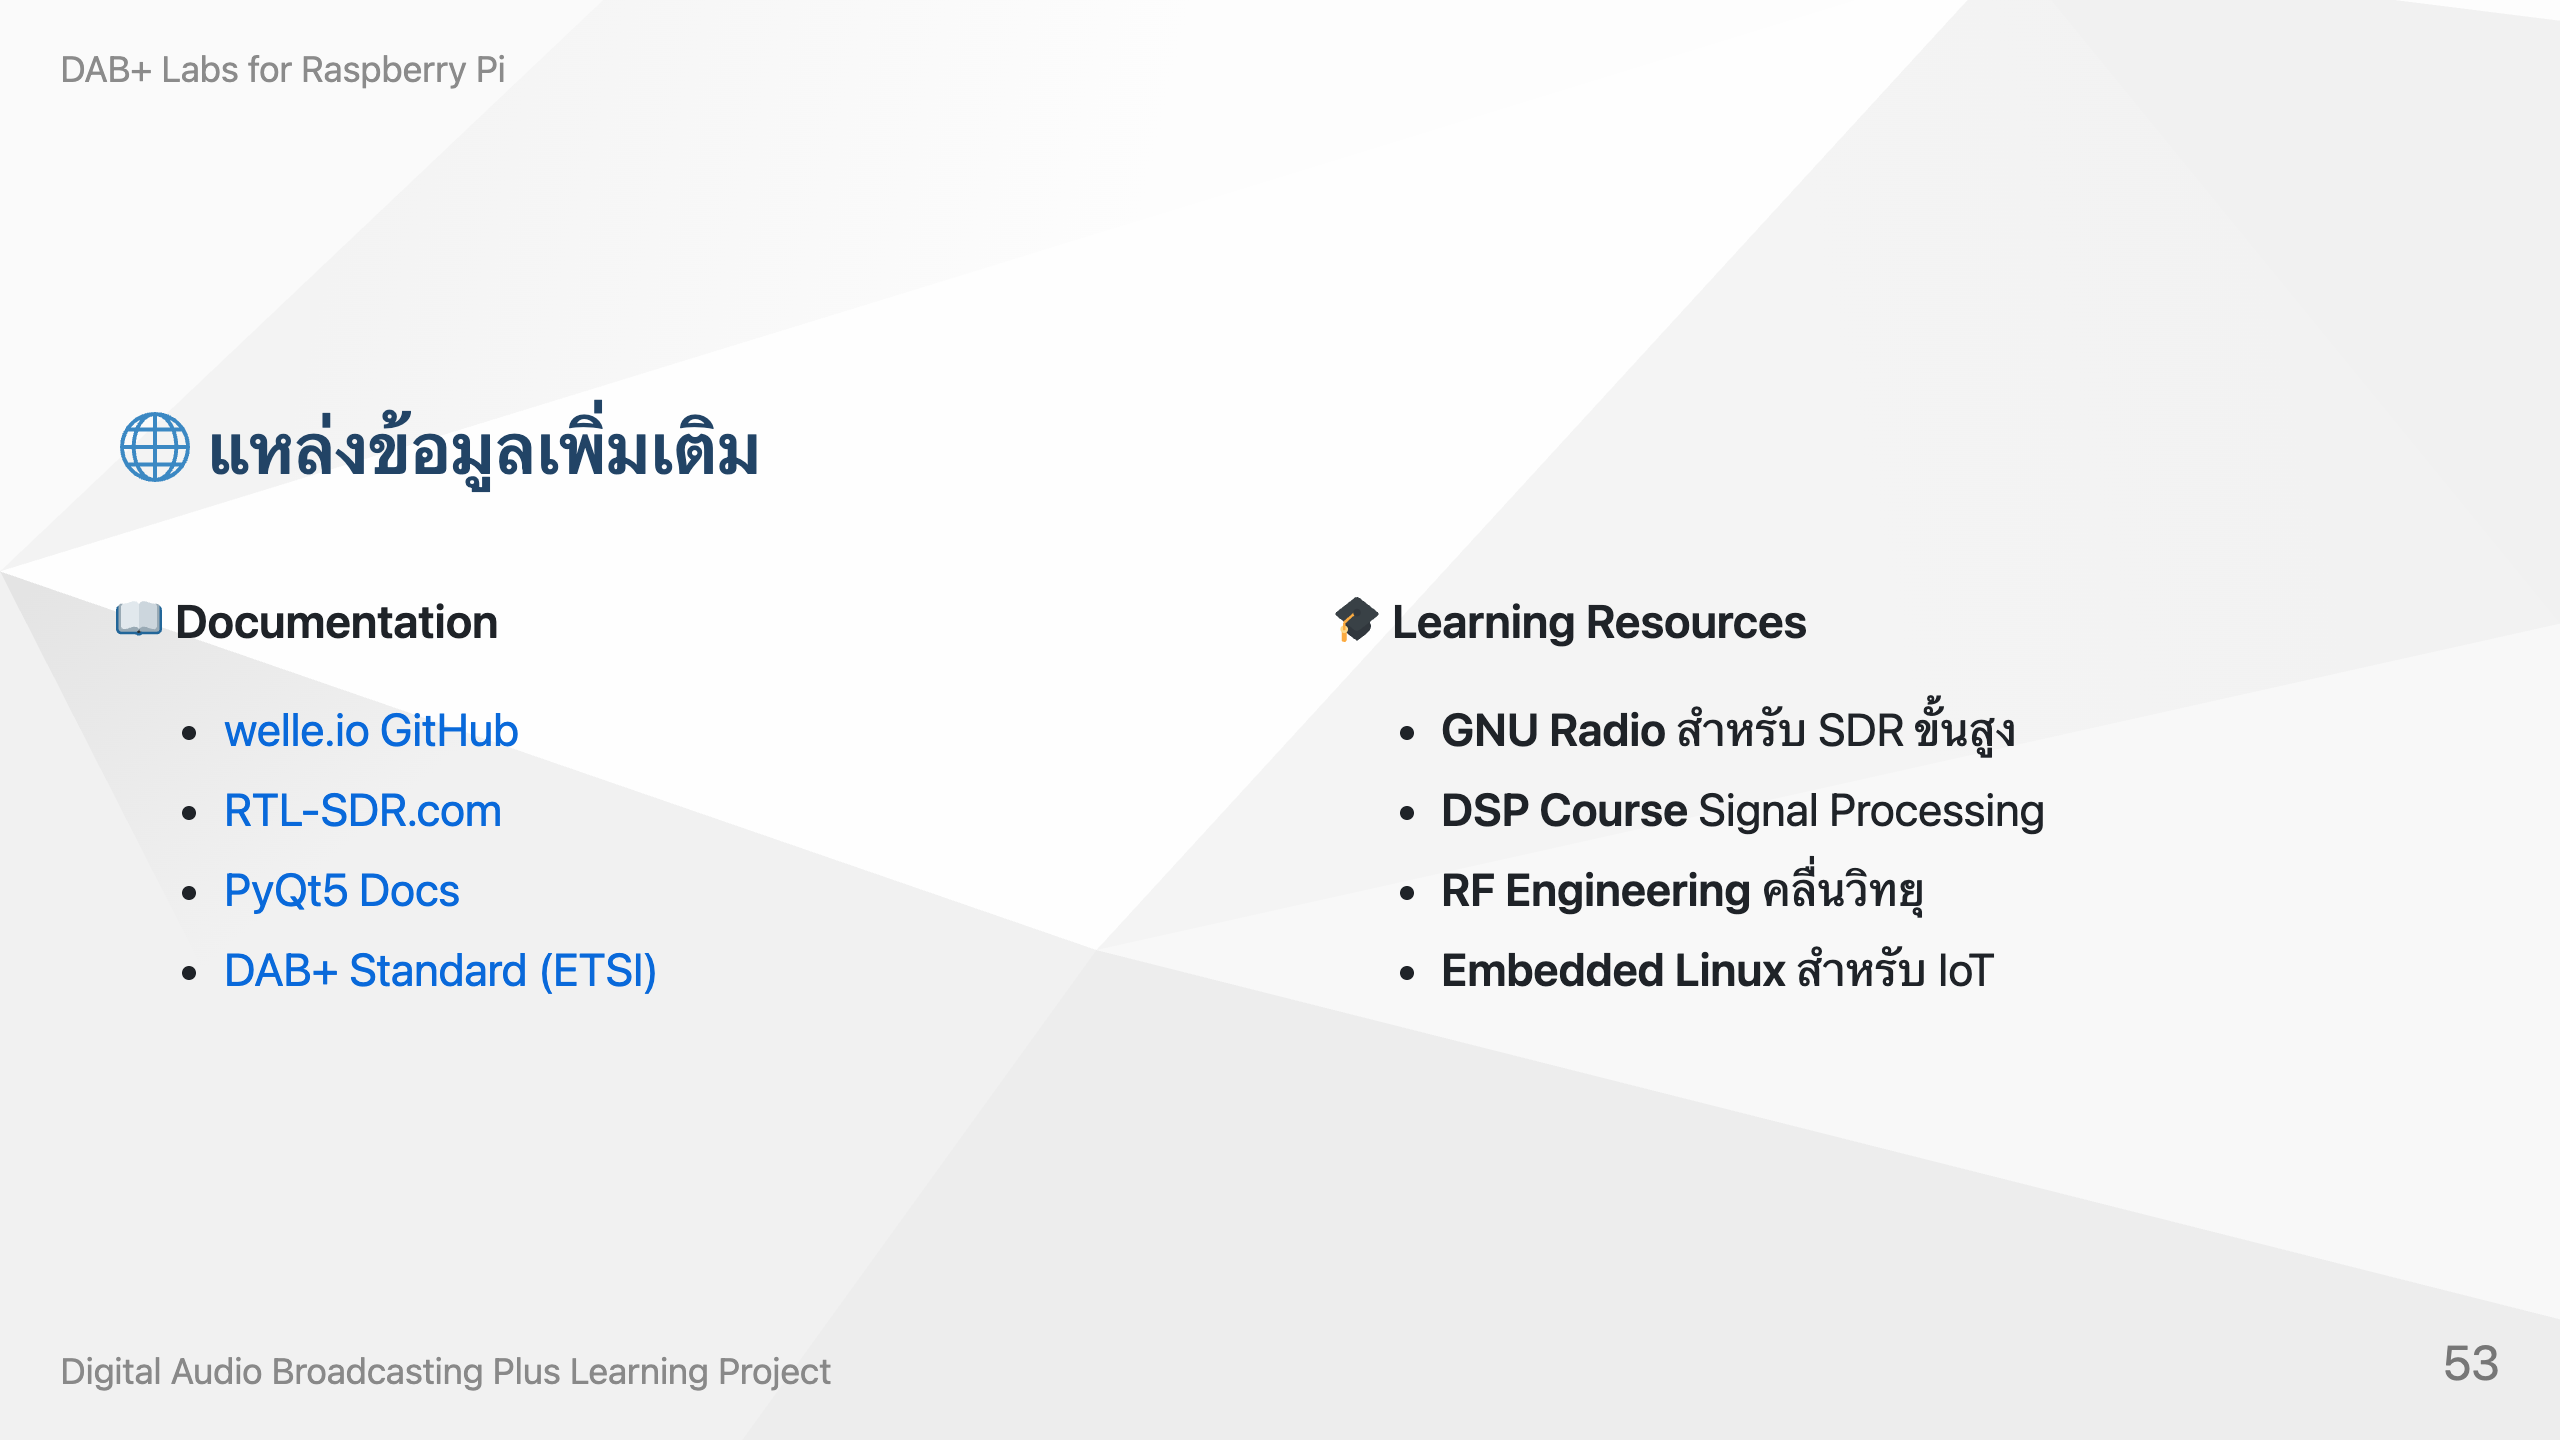 DAB+ Labs for Raspberry Pi
🌐 แหล่งข้อมูลเพิ่มเติม
📖 Documentation
• welle.io GitHub
• RTL-SDR.com
• PyQt5 Docs
• DAB+ Standard (ETSI)
🎓 Learning Resources
• GNU Radio สำหรับ SDR ขั้นสูง
• DSP Course Signal Processing
• RF Engineering คลื่นวิทยุ
• Embedded Linux สำหรับ IoT
Digital Audio Broadcasting Plus Learning Project
53